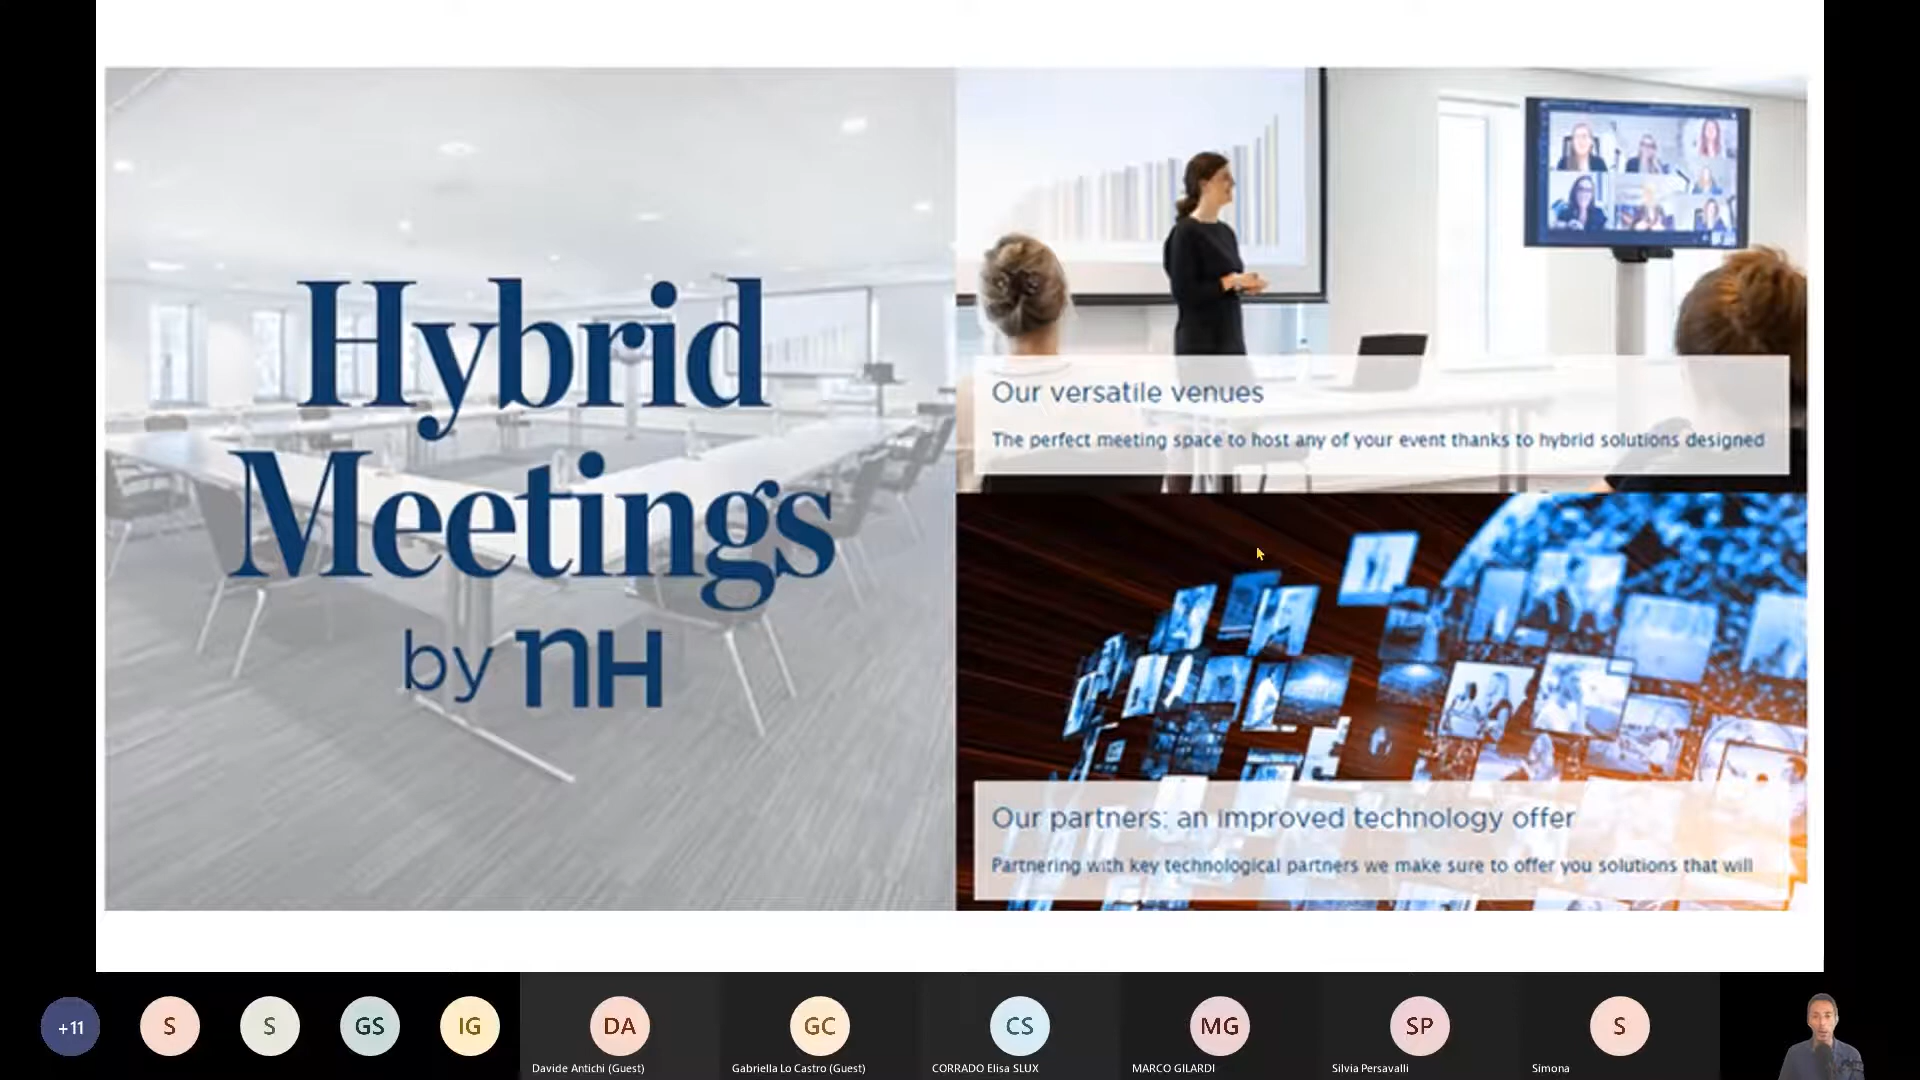 Hybrid
Meetings
by nH
Our versatile venues
The perfect meeting space to host any of your event thanks to hybrid solutions designed
Our partners: an improved technology offer
Partnering with key technological partners we make sure to offer you solutions that will
+11
S
S
GS
IG
DA
GC
CS
MG
SP
S
Davide Antichi (Guest)
Gabriella Lo Castro (Guest)
CORRADO Elisa SLUX
MARCO GILARDI
Silvia Persavalli
Simona